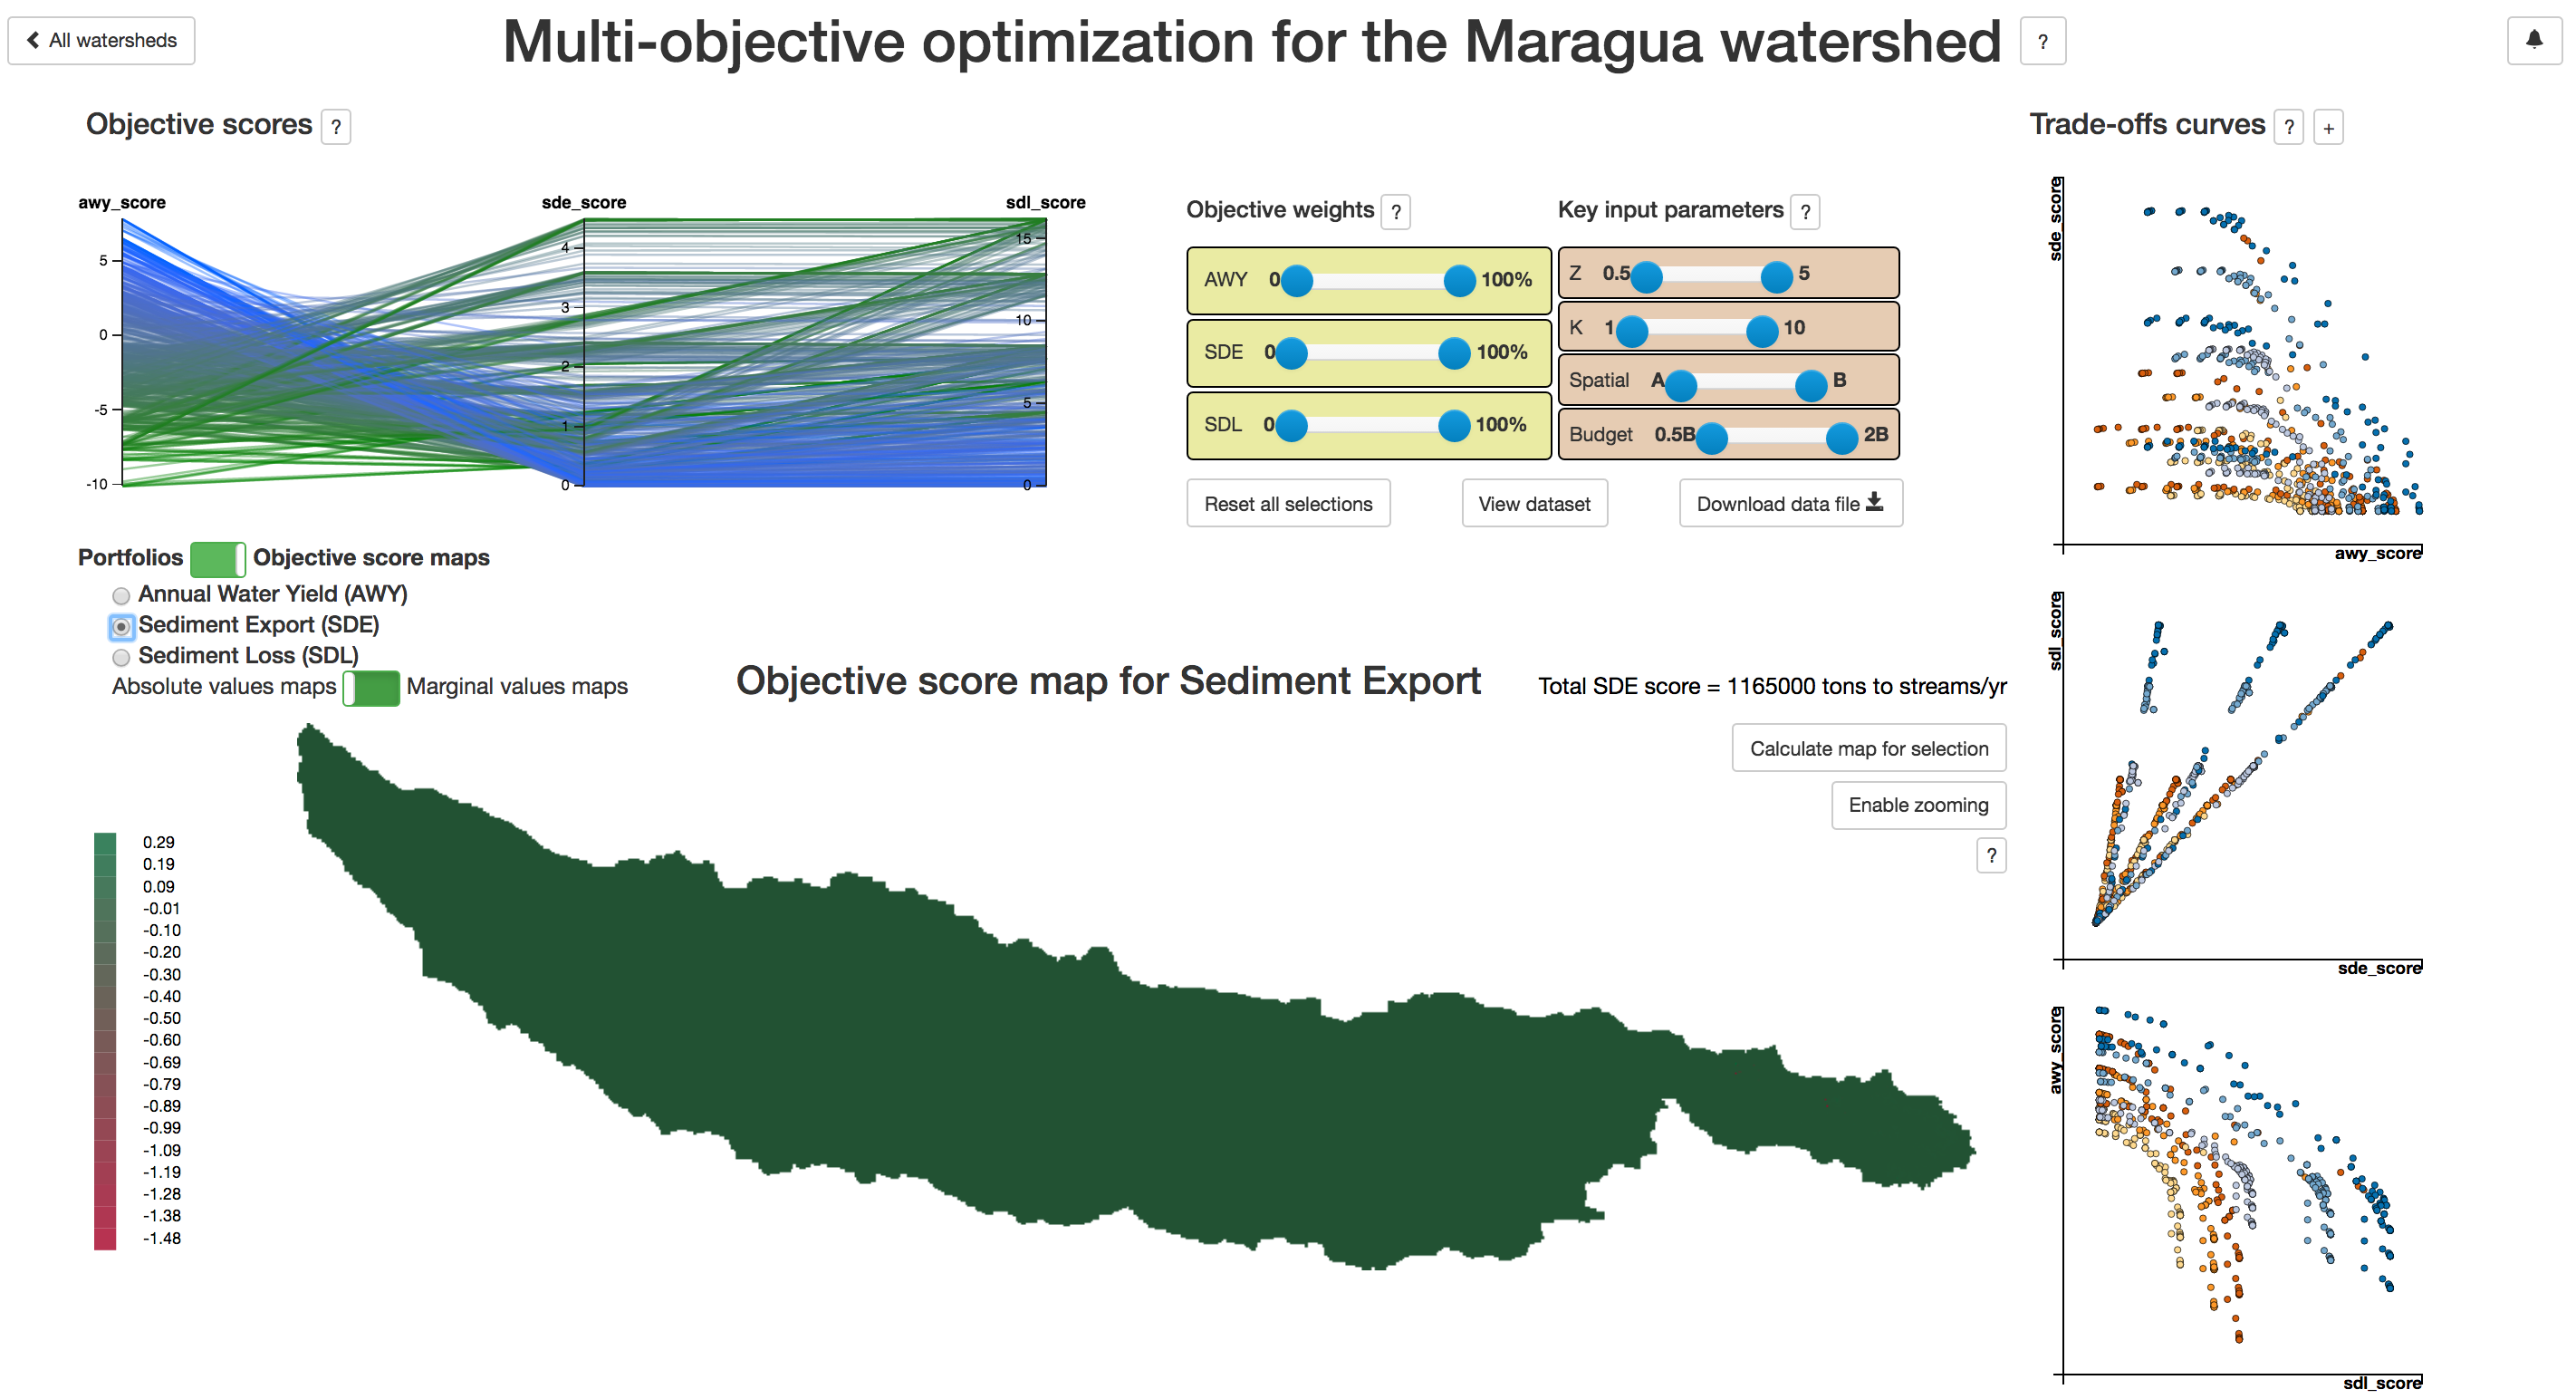 All watersheds
Multi-objective optimization for the Maragua watershed ?
Objective scores ?
Trade-offs curves ? +
awy_score
sde_score
sdl_score
5
0
-5
-10
4
3
2
1
0
15
10
5
0
Objective weights ?
AWY 0 100%
SDE 0 100%
SDL 0 100%
Key input parameters ?
Z 0.5 5
K 1 10
Spatial A B
Budget 0.5B 2B
Reset all selections
View dataset
Download data file
Portfolios Objective score maps
Annual Water Yield (AWY)
Sediment Export (SDE)
Sediment Loss (SDL)
Absolute values maps Marginal values maps
Objective score map for Sediment Export
Total SDE score = 1165000 tons to streams/yr
Calculate map for selection
Enable zooming
?
0.29
0.19
0.09
-0.01
-0.10
-0.20
-0.30
-0.40
-0.50
-0.60
-0.69
-0.79
-0.89
-0.99
-1.09
-1.19
-1.28
-1.38
-1.48
sde_score
awy_score
sdl_score
sde_score
awy_score
sdl_score